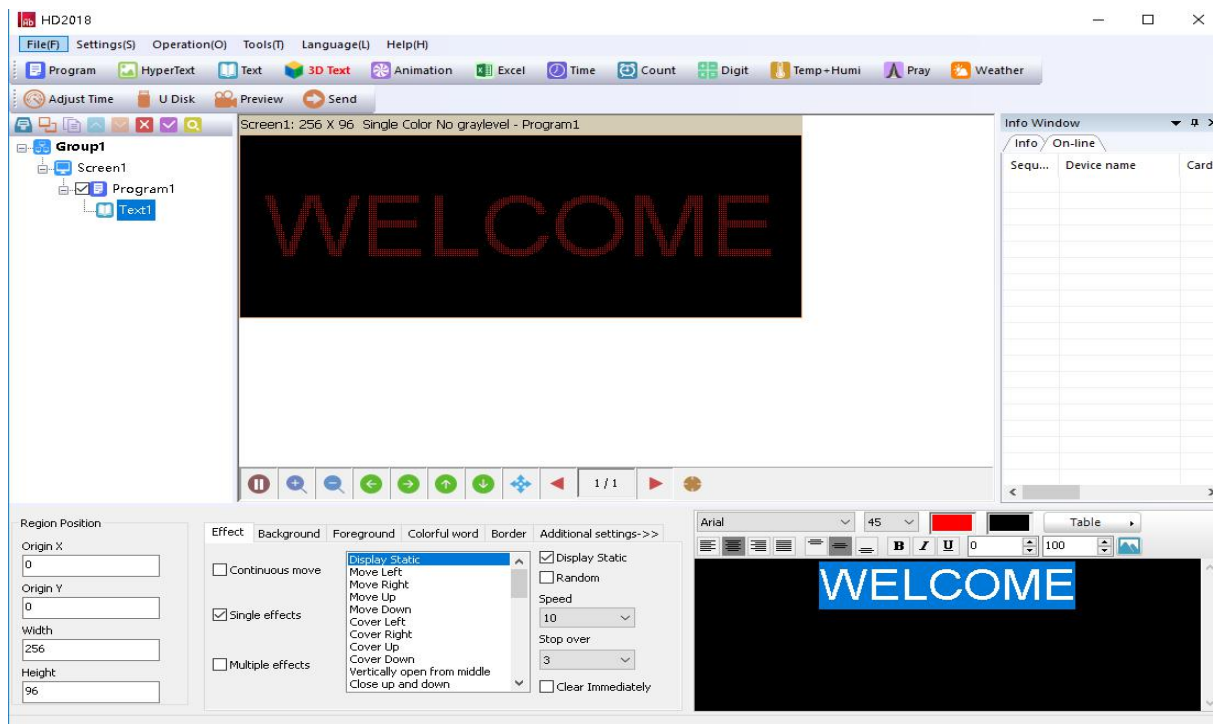 HD2018
File(F) Settings(S) Operation(O) Tools(T) Language(L) Help(H)
Program HyperText Text 3D Text Animation Excel Time Count Digit Temp+Humi Pray Weather
Adjust Time U Disk Preview Send
Group1
Screen1
Program1
Text1
Screen1: 256 X 96 Single Color No graylevel - Program1
WELCOME
1/1
Info Window
Info On-line
Sequ... Device name Card
Region Position
Origin X
0
Origin Y
0
Width
256
Height
96
Effect Background Foreground Colorful word Border Additional settings->>
Continuous move
Single effects
Multiple effects
Display Static
Move Left
Move Right
Move Up
Move Down
Cover Left
Cover Right
Cover Up
Cover Down
Vertically open from middle
Close up and down
Display Static
Random
Speed
10
Stop over
3
Clear Immediately
Arial 45 Table
B I U 0 100
WELCOME